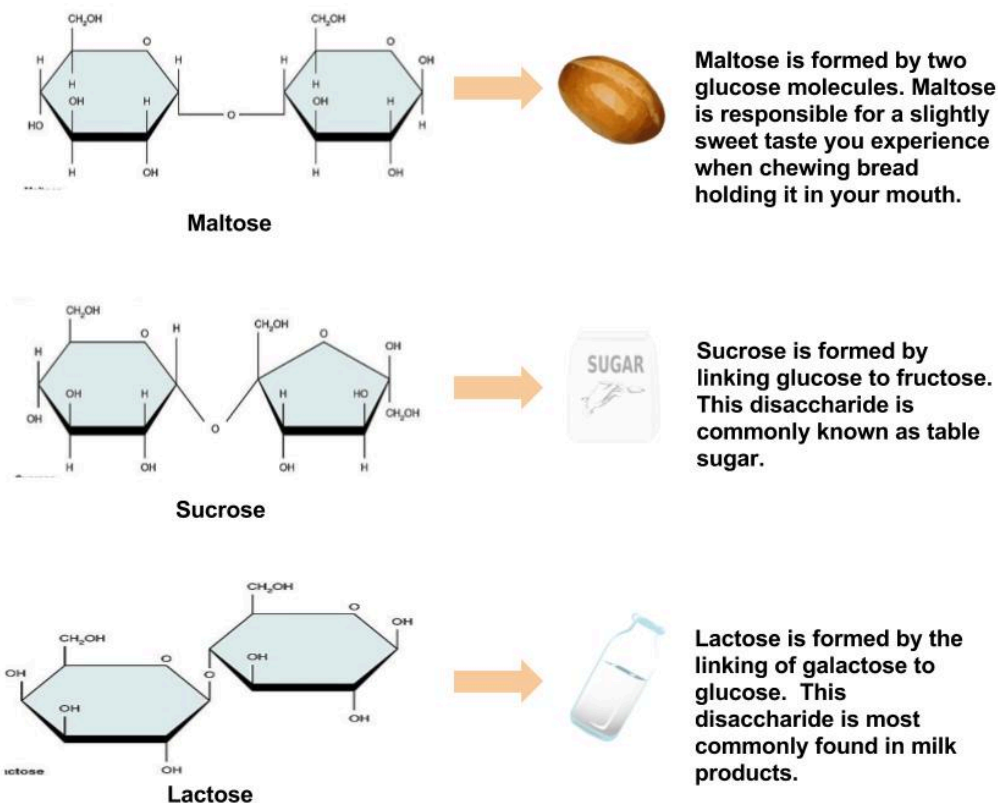 CH₂OH
CH₂OH
O
O
H
H
H
OH
H
H
OH
H
OH
H
HO
O
H
H
OH
H
OH
Maltose
Maltose is formed by two
glucose molecules. Maltose
is responsible for a slightly
sweet taste you experience
when chewing bread
holding it in your mouth.
CH₂OH
O
H
CH₂OH
O
OH
H
OH
H
H
HO
CH₂OH
OH
O
H
OH
OH
H
Sucrose
SUGAR
Sucrose is formed by
linking glucose to fructose.
This disaccharide is
commonly known as table
sugar.
CH₂OH
O
OH
CH₂OH
O
OH
OH
O
OH
OH
OH
Lactose
Lactose is formed by the
linking of galactose to
glucose. This
disaccharide is most
commonly found in milk
products.